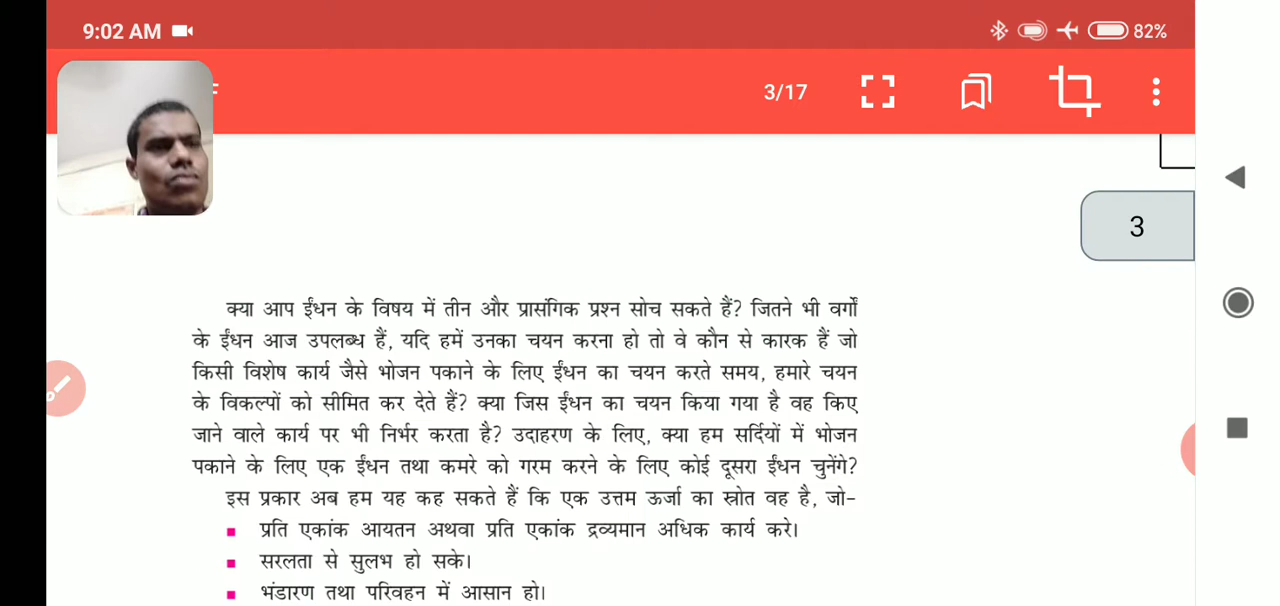 9:02 AM
82%
F
3/17
3
क्या आप ईंधन के विषय में तीन और प्रासंगिक प्रश्न सोच सकते हैं? जितने भी वर्गों
के ईंधन आज उपलब्ध हैं, यदि हमें उनका चयन करना हो तो वे कौन से कारक हैं जो
किसी विशेष कार्य जैसे भोजन पकाने के लिए ईंधन का चयन करते समय, हमारे चयन
के विकल्पों को सीमित कर देते हैं? क्या जिस ईंधन का चयन किया गया है वह किए
जाने वाले कार्य पर भी निर्भर करता है? उदाहरण के लिए, क्या हम सर्दियों में भोजन
पकाने के लिए एक ईंधन तथा कमरे को गरम करने के लिए कोई दूसरा ईंधन चुनेंगे?
इस प्रकार अब हम यह कह सकते हैं कि एक उत्तम ऊर्जा का स्रोत वह है, जो–
▪ प्रति एकांक आयतन अथवा प्रति एकांक द्रव्यमान अधिक कार्य करे।
▪ सरलता से सुलभ हो सके।
▪ भंडारण तथा परिवहन में आसान हो।